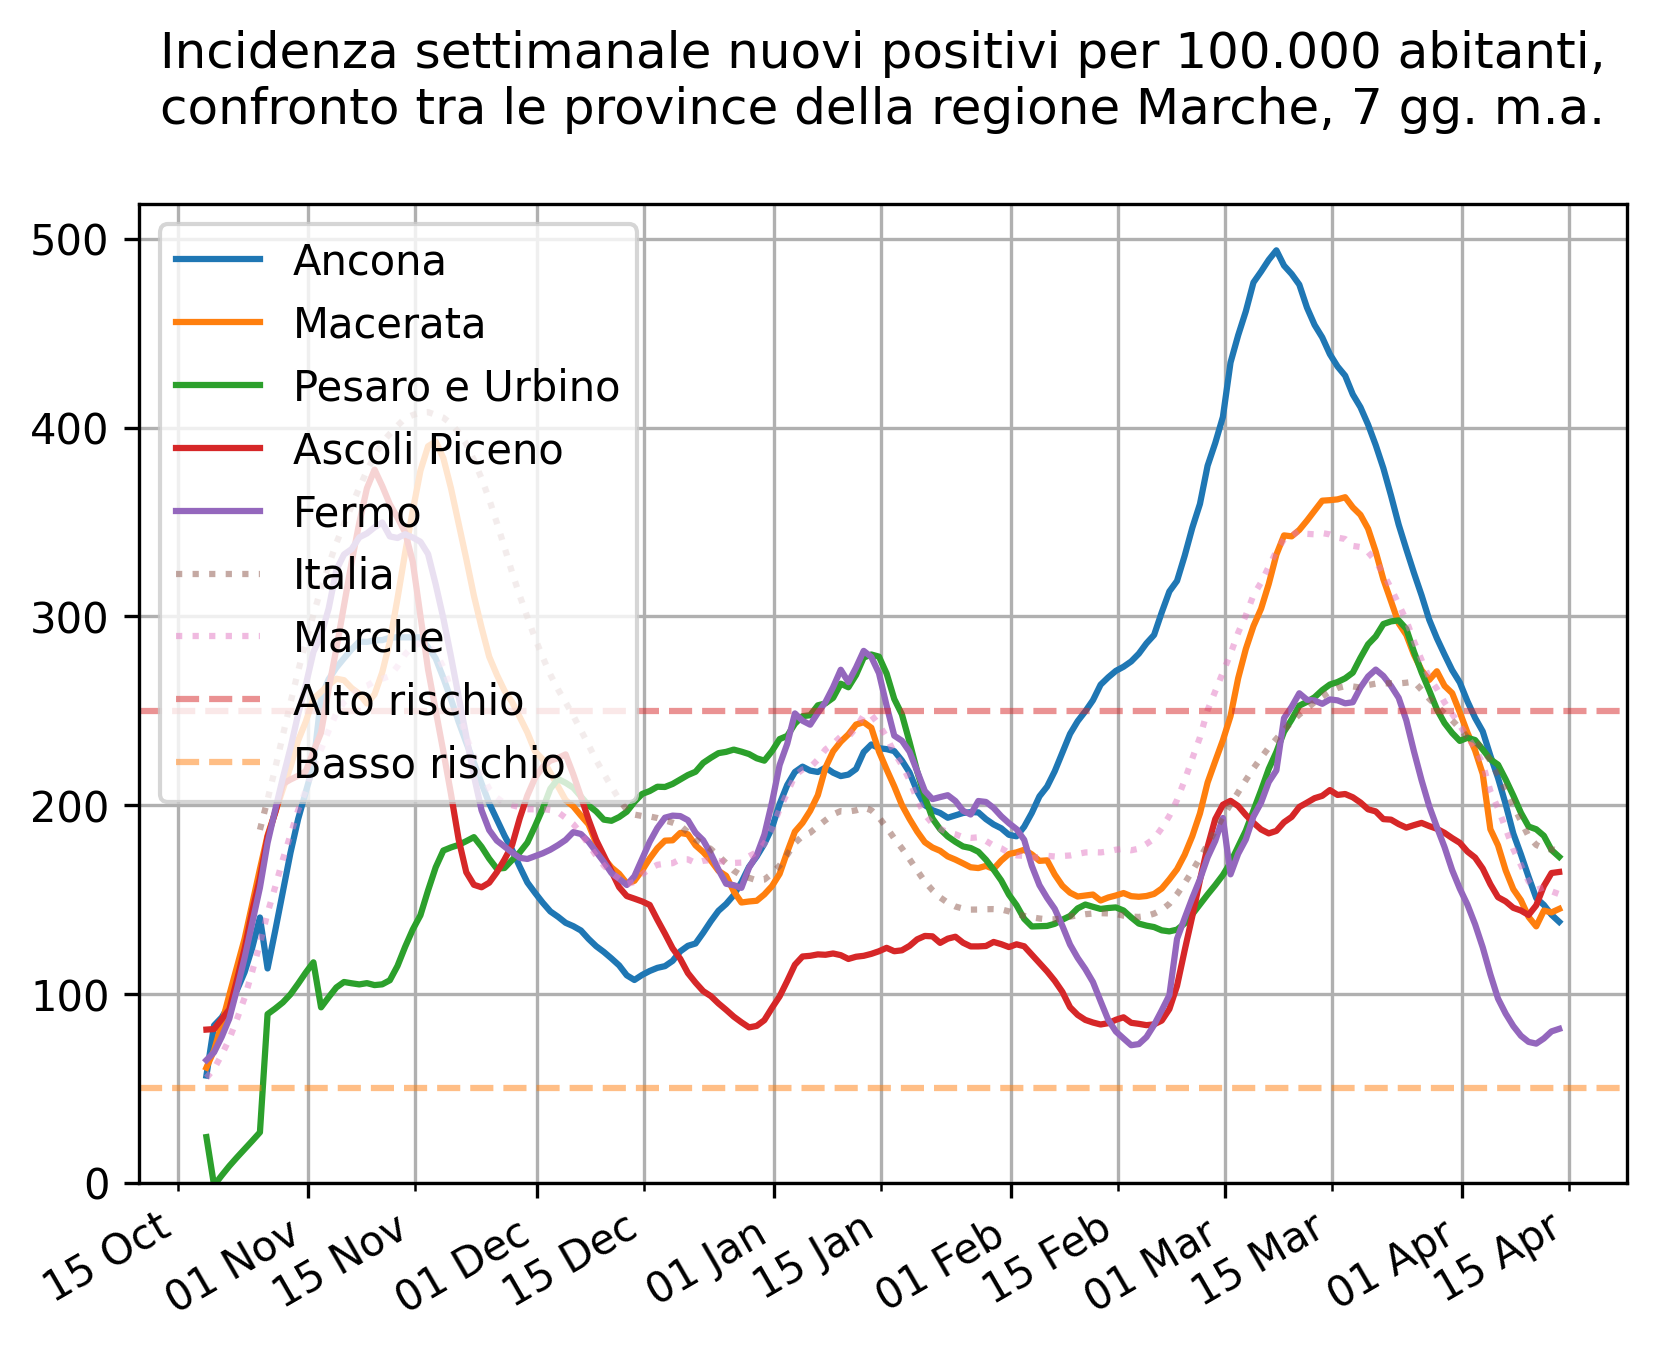 Incidenza settimanale nuovi positivi per 100.000 abitanti,
confronto tra le province della regione Marche, 7 gg. m.a.
500
400
300
200
100
0
Ancona
Macerata
Pesaro e Urbino
Ascoli Piceno
Fermo
Italia
Marche
Alto rischio
Basso rischio
15 Oct
01 Nov
15 Nov
01 Dec
15 Dec
01 Jan
15 Jan
01 Feb
15 Feb
01 Mar
15 Mar
01 Apr
15 Apr